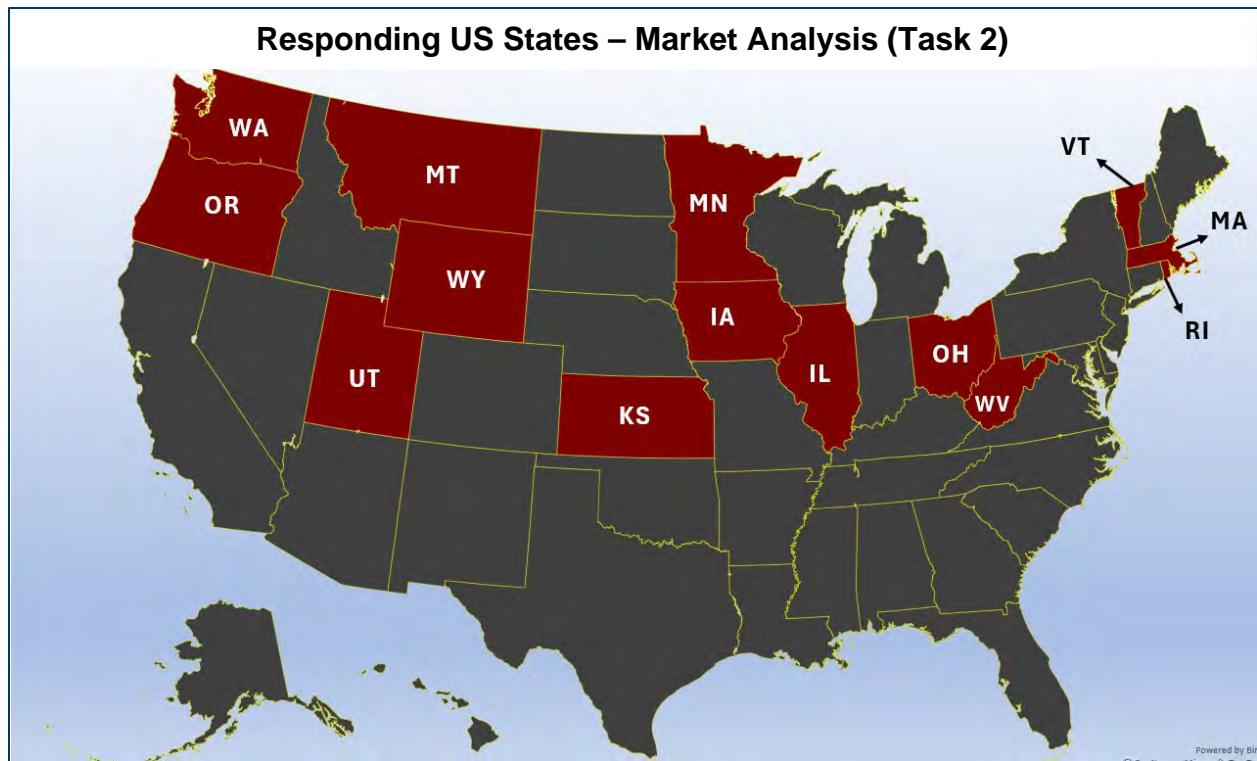 Responding US States – Market Analysis (Task 2)
WA
MT
OR
MN
VT
MA
WY
IA
RI
OH
UT
IL
WV
KS
Powered by Bin